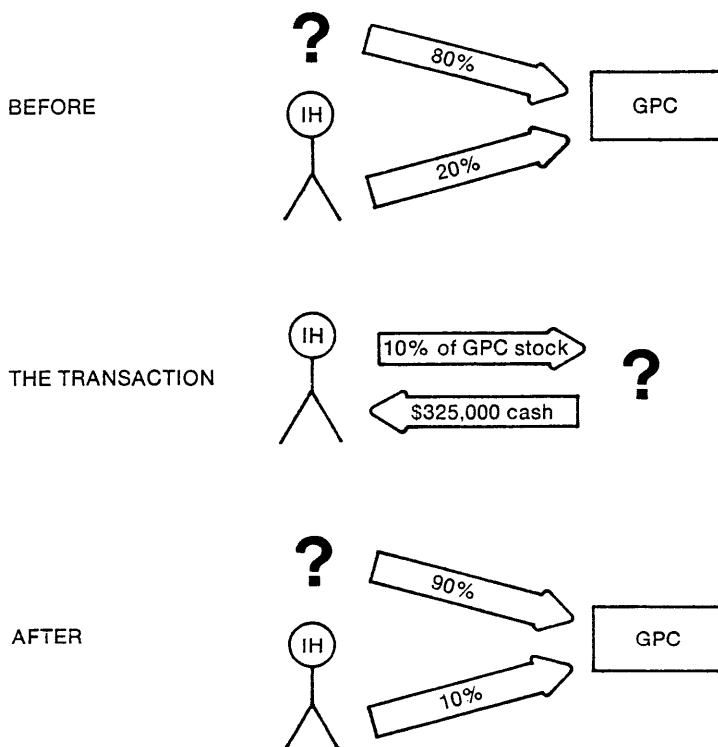 ?
80%
GPC
BEFORE
IH
20%
IH
10% of GPC stock
?
THE TRANSACTION
$325,000 cash
?
90%
GPC
AFTER
IH
10%